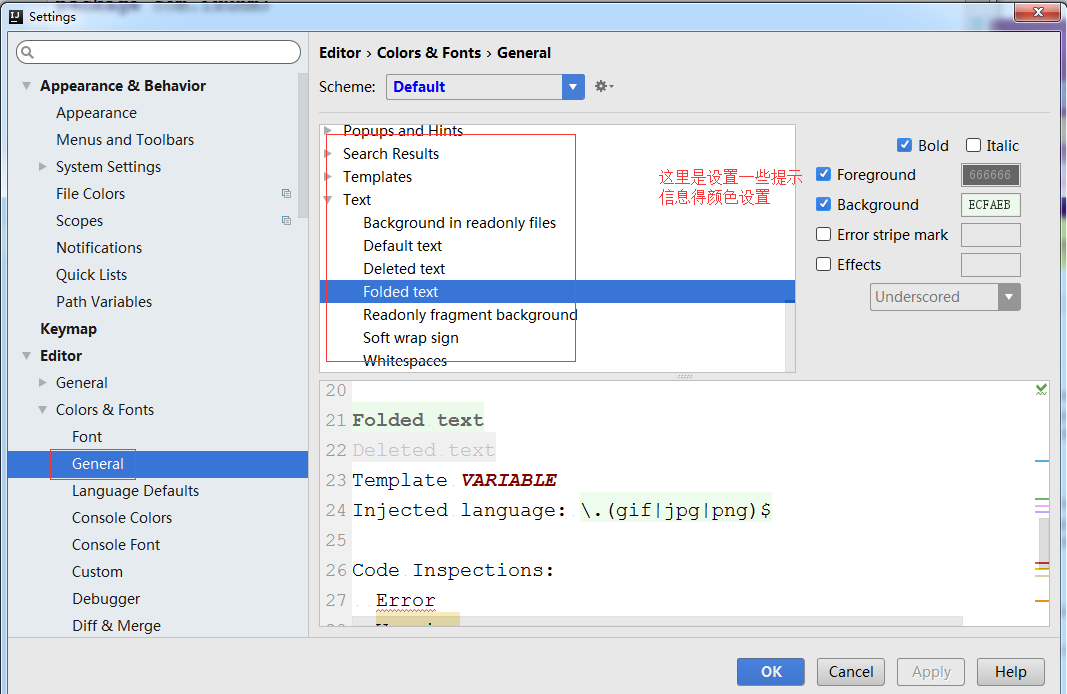 Settings
Editor › Colors & Fonts › General
Scheme: Default
Appearance & Behavior
Appearance
Menus and Toolbars
System Settings
File Colors
Scopes
Notifications
Quick Lists
Path Variables
Keymap
Editor
General
Colors & Fonts
Font
General
Language Defaults
Console Colors
Console Font
Custom
Debugger
Diff & Merge
Popups and Hints
Search Results
Templates
Text
Background in readonly files
Default text
Deleted text
Folded text
Readonly fragment background
Soft wrap sign
Whitespaces
这里是设置一些提示
信息得颜色设置
Bold Italic
Foreground 666666
Background ECFAEB
Error stripe mark
Effects
Underscored
20
21 Folded text
22 Deleted text
23 Template VARIABLE
24 Injected language: \.(gif|jpg|png)$
25
26 Code Inspections:
27 Error
OK Cancel Apply Help